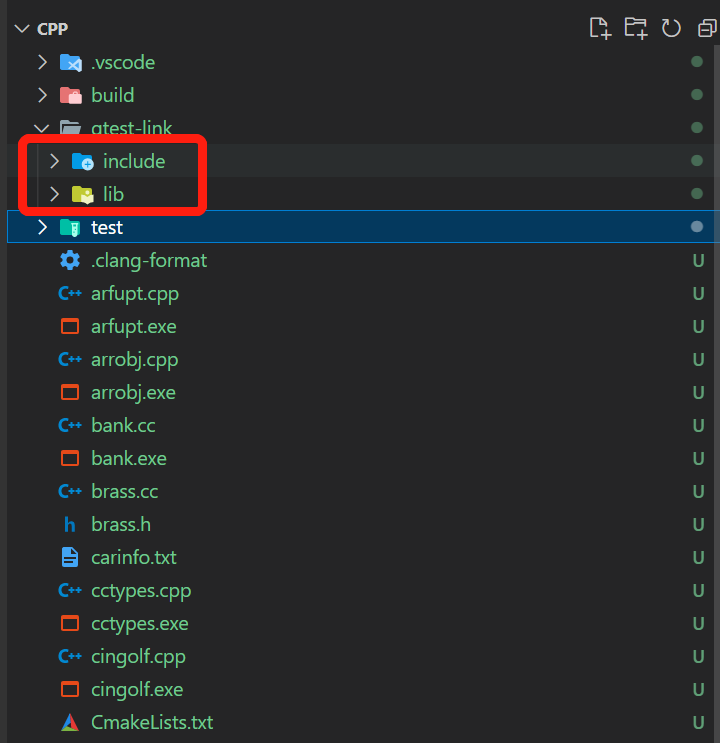 CPP
.vscode
build
gtest-link
include
lib
test
.clang-format U
C++ arfupt.cpp U
arfupt.exe U
C++ arrobj.cpp U
arrobj.exe U
C++ bank.cc U
bank.exe U
C++ brass.cc U
h brass.h U
carinfo.txt U
C++ cctypes.cpp U
cctypes.exe U
C++ cingolf.cpp U
cingolf.exe U
CmakeLists.txt U